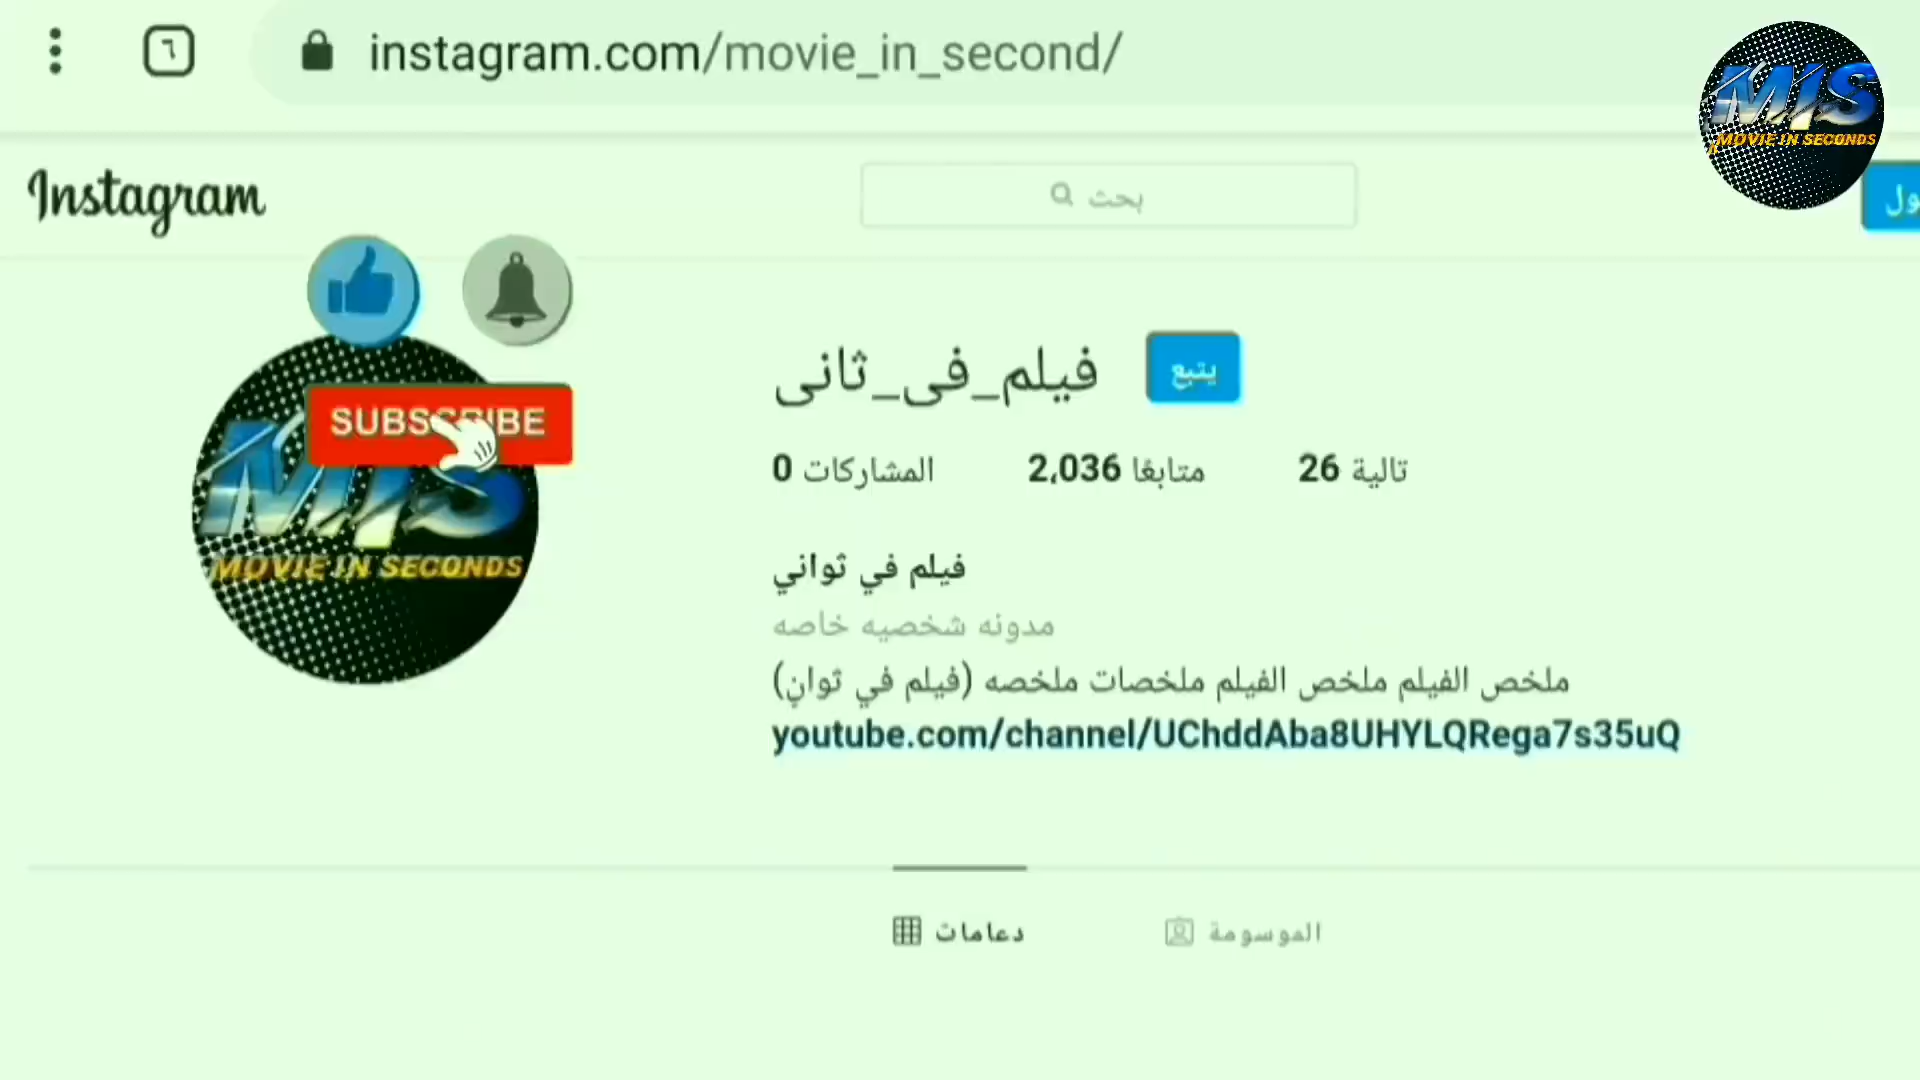 ٦
instagram.com/movie_in_second/
MIS
MOVIE IN SECONDS
Instagram
بحث
فيلم_فى_ثانى
يتبع
SUBSCRIBE
0 المشاركات
2,036 متابعًا
26 تالية
MIS
MOVIE IN SECONDS
فيلم في ثواني
مدونه شخصيه خاصه
ملخص الفيلم ملخص الفيلم ملخصات ملخصه (فيلم في ثوانٍ)
youtube.com/channel/UChddAba8UHYLQRega7s35uQ
دعامات
الموسومة